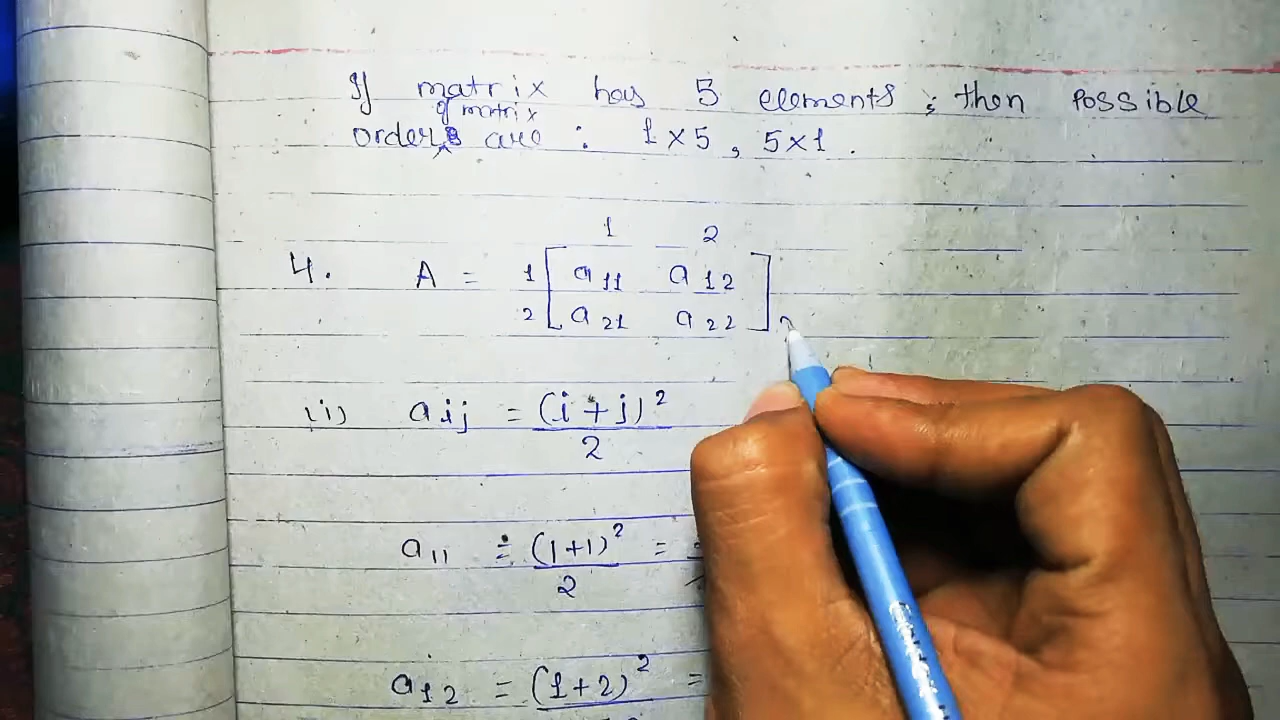 If matrix has 5 elements, then possible
of matrix
orders are : 1 × 5, 5 × 1 .
1 2
4. A = 1 [ a11 a12
2 a21 a22 ] 2
(i) aij = (i + j)²
2
a11 = (1+1)² =
2
a12 = (1 + 2)² =